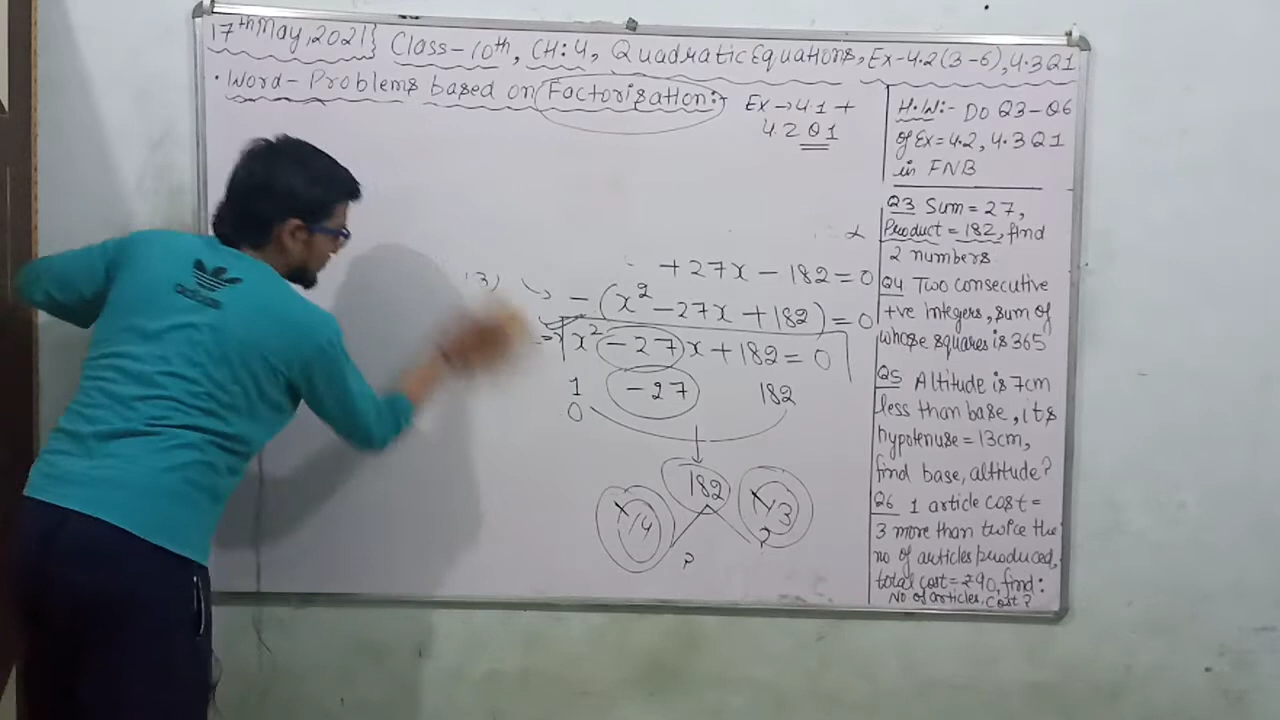 17th May, 2021} Class-10th, CH:4, Quadratic Equations, Ex-4.2(3-6), 4.3Q1
• Word-Problems based on Factorisation:-
Ex→4.1 +
4.2 Q1
+27x - 182 = 0
3)
-(x² - 27x + 182) = 0
x² - 27x + 182 = 0
1 -27 182
0
182
14 13
? ?
H.W:- Do Q3-Q6
of Ex=4.2, 4.3Q1
in FNB
Q3 Sum = 27,
Product = 182, find
2 numbers
Q4 Two consecutive
+ve integers, sum of
whose squares is 365
Q5 Altitude is 7cm
less than base, its
hypotenuse = 13cm,
find base, altitude?
Q6 1 article cost =
3 more than twice the
no of articles produced,
total cost = ₹90, find:
No of articles, cost?
adidas